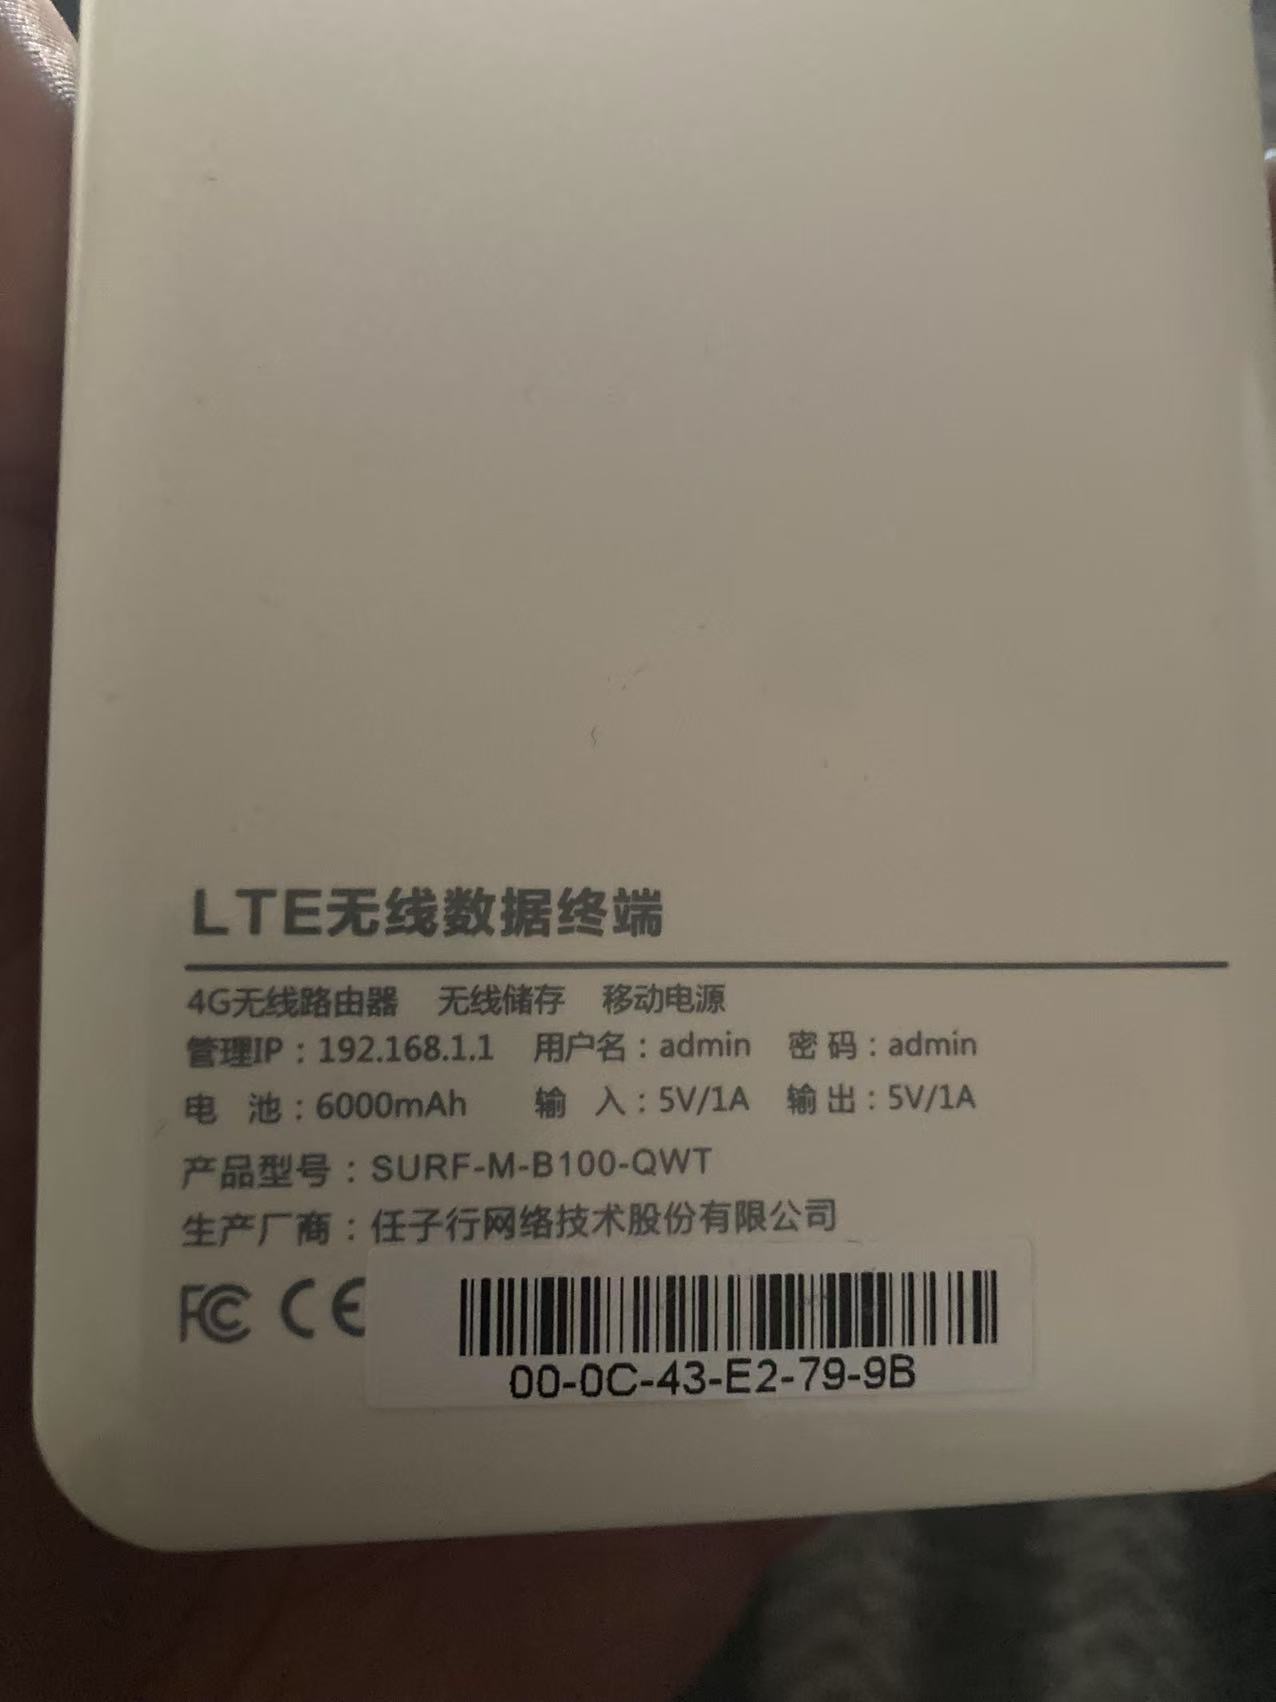 LTE无线数据终端
4G无线路由器 无线储存 移动电源
管理IP：192.168.1.1 用户名：admin 密 码：admin
电 池：6000mAh 输 入：5V/1A 输 出：5V/1A
产品型号：SURF-M-B100-QWT
生产厂商：任子行网络技术股份有限公司
FC CE
00-0C-43-E2-79-9B